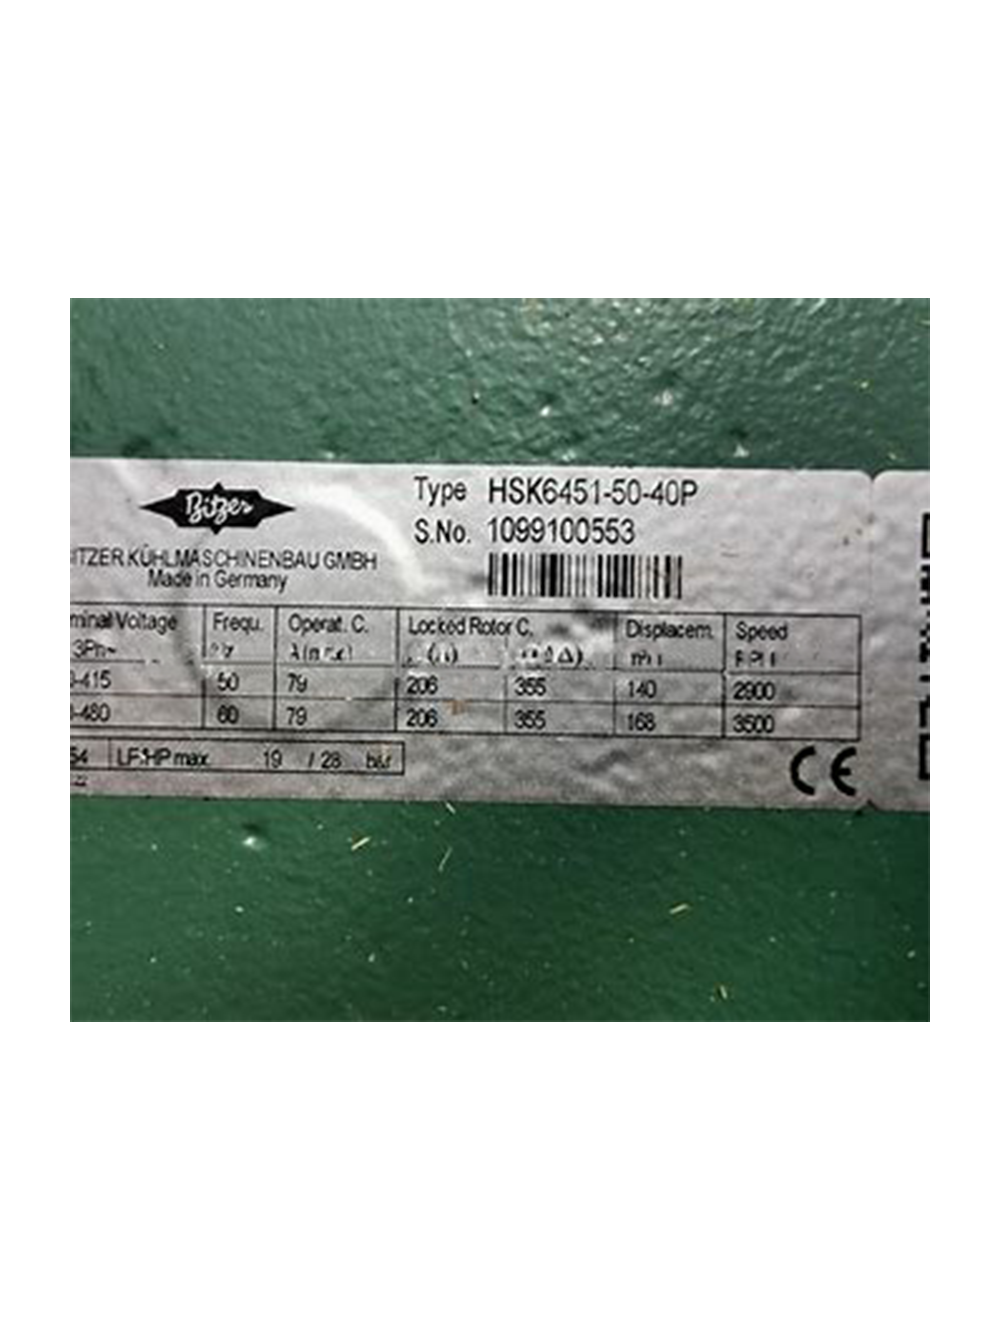 Bitzer
Type HSK6451-50-40P
S.No. 1099100553
ITZER KÜHLMASCHINENBAU GMBH
Made in Germany
minal Voltage Frequ. Operat. C. Locked Rotor C. Displacem. Speed
3Ph~
-415 50 79 206 355 140 2900
-480 60 79 206 355 168 3500
54 LP/HP max. 19 / 28 bar
CE